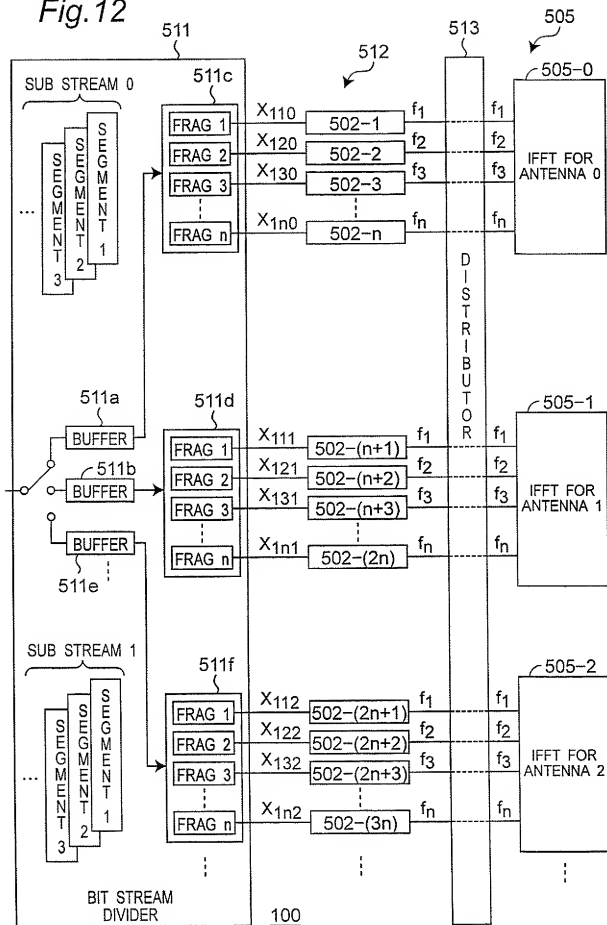 Fig.12
511
512
513
505
SUB STREAM 0
SEGMENT 1
SEGMENT 2
SEGMENT 3
...
511c
FRAG 1
FRAG 2
FRAG 3
FRAG n
X110
X120
X130
X1n0
502-1
502-2
502-3
502-n
f1
f2
f3
fn
f1
f2
f3
fn
505-0
IFFT FOR
ANTENNA 0
DISTRIBUTOR
511a
BUFFER
511b
BUFFER
BUFFER
511e
511d
FRAG 1
FRAG 2
FRAG 3
FRAG n
X111
X121
X131
X1n1
502-(n+1)
502-(n+2)
502-(n+3)
502-(2n)
f1
f2
f3
fn
f1
f2
f3
fn
505-1
IFFT FOR
ANTENNA 1
SUB STREAM 1
SEGMENT 1
SEGMENT 2
SEGMENT 3
...
511f
FRAG 1
FRAG 2
FRAG 3
FRAG n
X112
X122
X132
X1n2
502-(2n+1)
502-(2n+2)
502-(2n+3)
502-(3n)
f1
f2
f3
fn
f1
f2
f3
fn
505-2
IFFT FOR
ANTENNA 2
BIT STREAM
DIVIDER
100